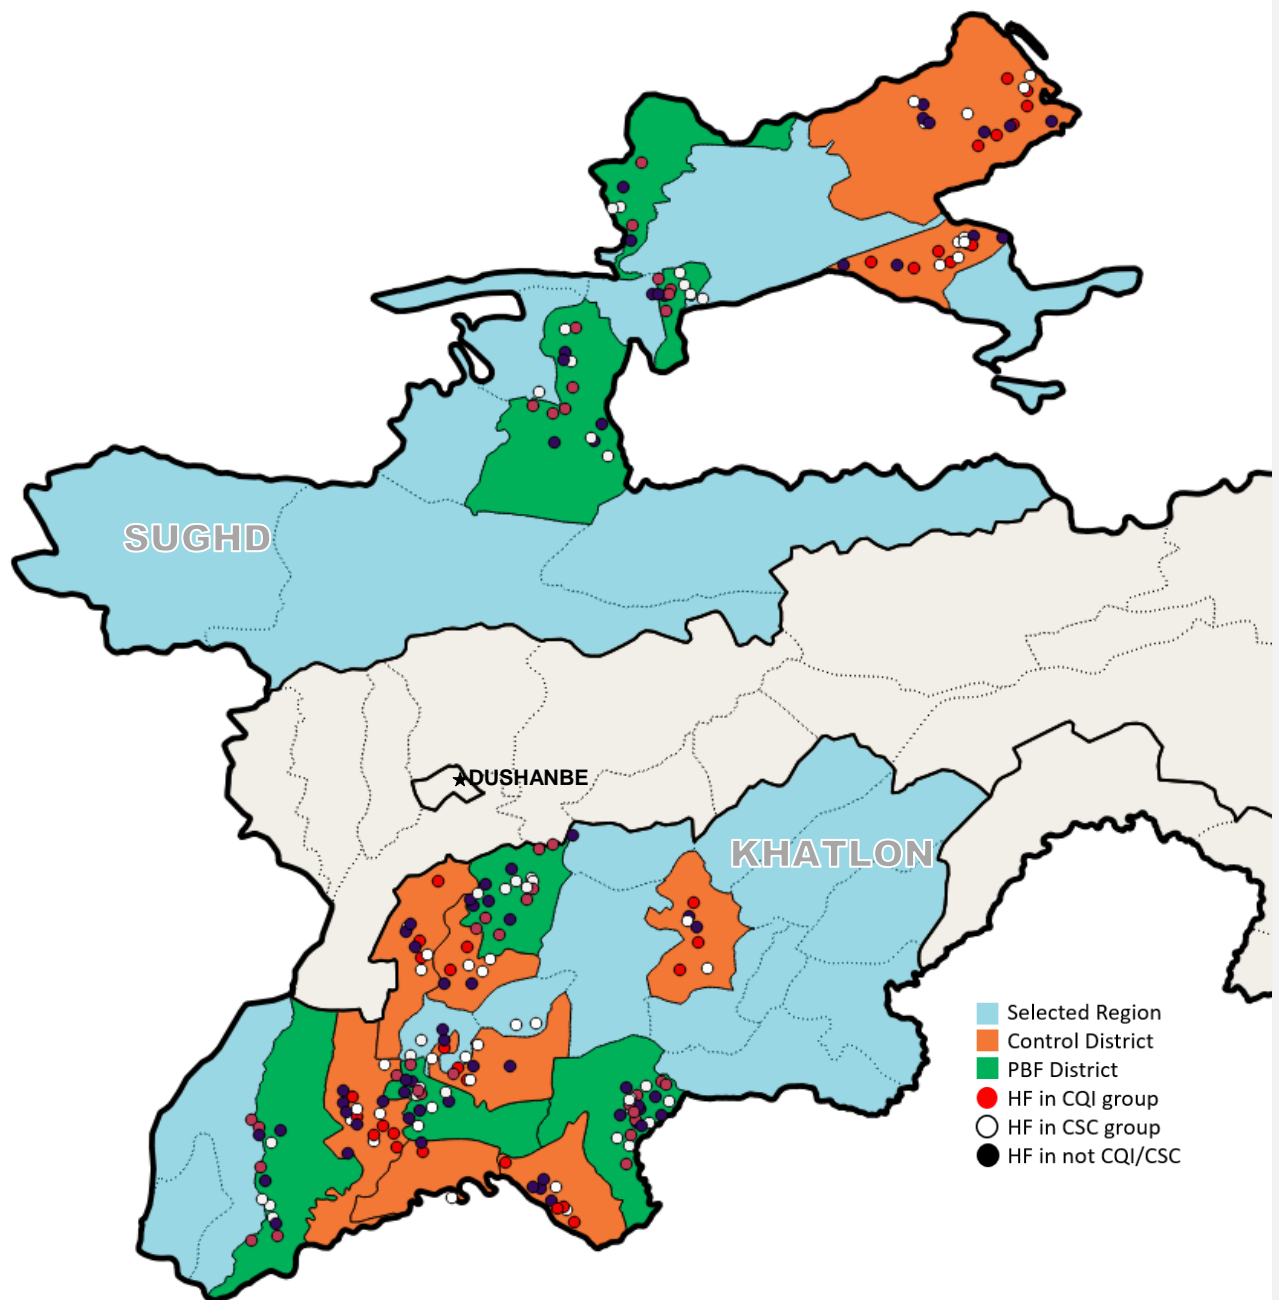 SUGHD
DUSHANBE
KHATLON
Selected Region
Control District
PBF District
HF in CQI group
HF in CSC group
HF in not CQI/CSC